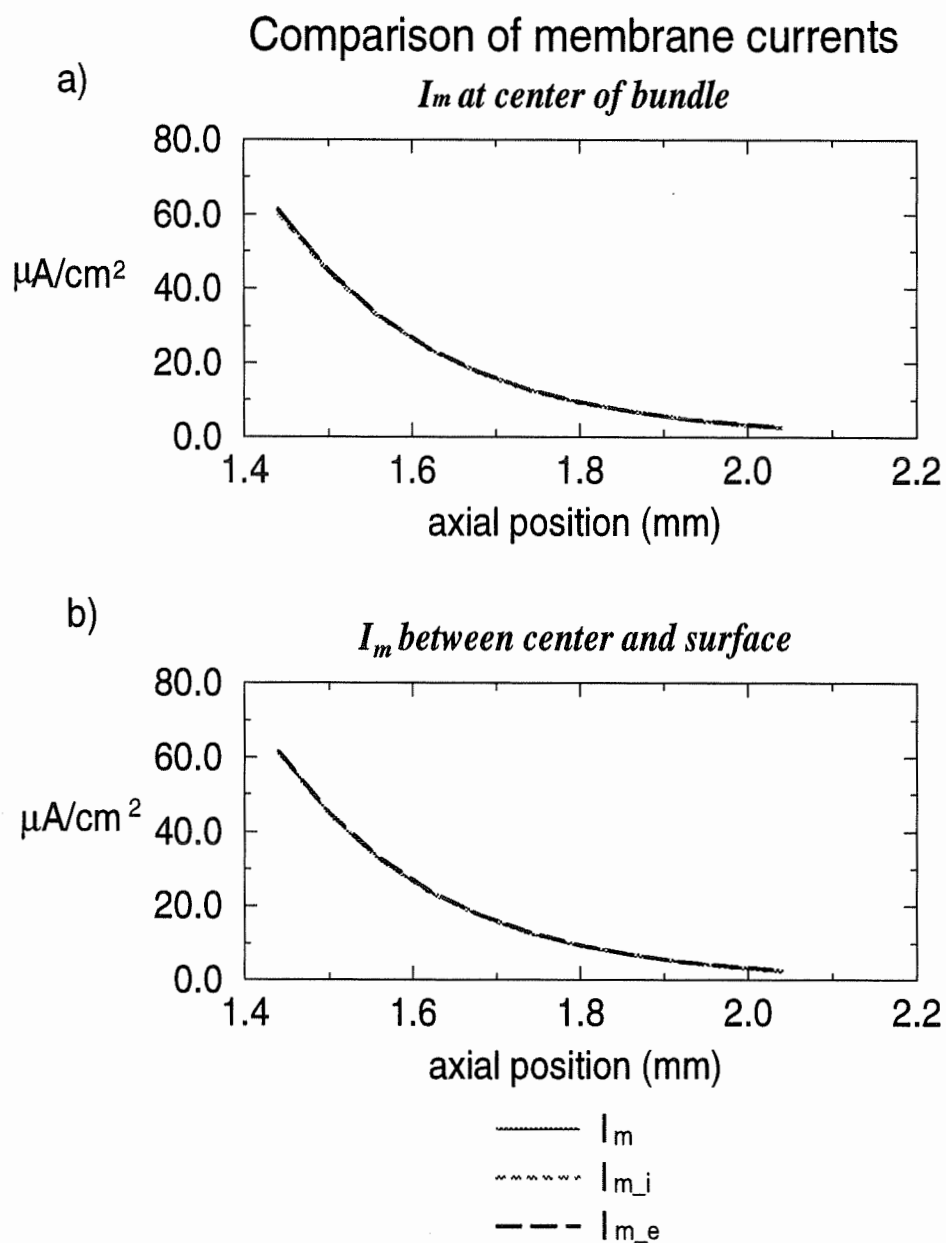 Comparison of membrane currents
a)
Im at center of bundle
80.0
60.0
μA/cm²
40.0
20.0
0.0
1.4 1.6 1.8 2.0 2.2
axial position (mm)
b)
Im between center and surface
80.0
60.0
μA/cm²
40.0
20.0
0.0
1.4 1.6 1.8 2.0 2.2
axial position (mm)
Im
Im_i
Im_e